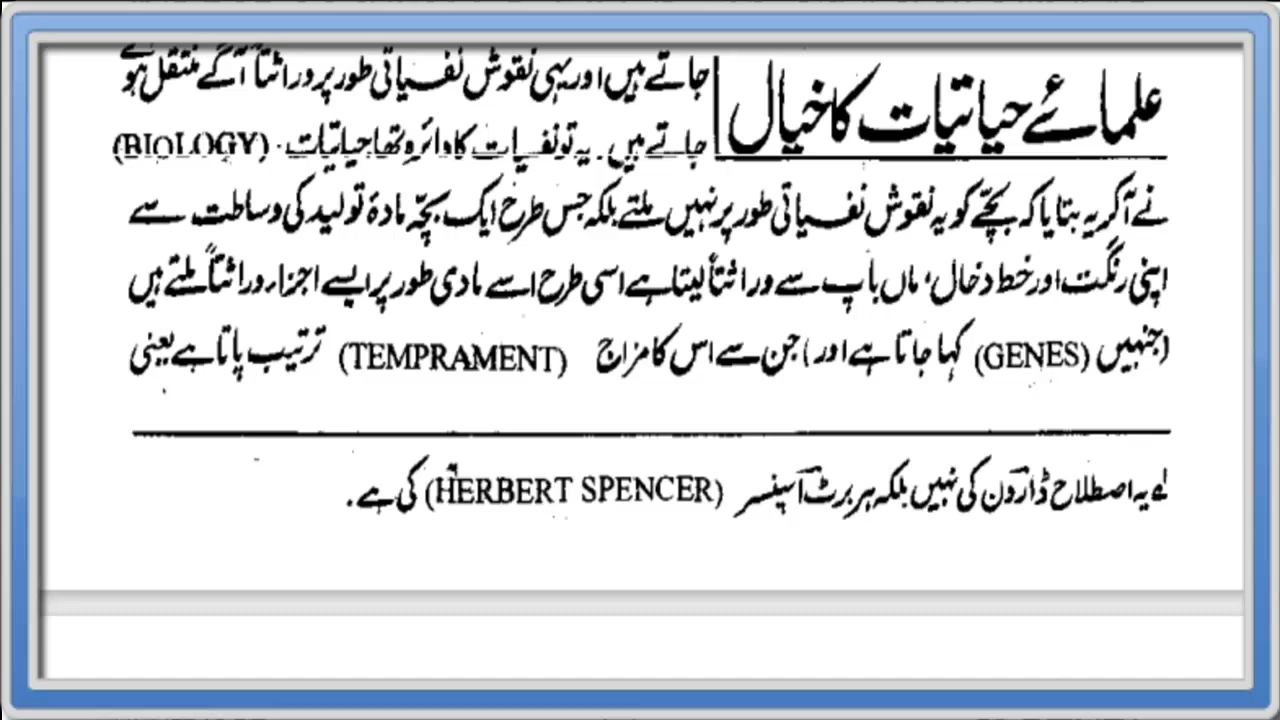 علمائے حیاتیات کا خیال
جاتے ہیں اور یہی نقوش نفسیاتی طور پر وراثتاً آگے منتقل ہو
جاتے ہیں۔ یہ تو نفسیات کا دائرہ تھا حیاتیات (BIOLOGY)
نے آکر یہ بتایا کہ بچّے کو یہ نقوش نفسیاتی طور پر نہیں ملتے بلکہ جس طرح ایک بچّہ مادۂ تولید کی وساطت سے
اپنی رنگت اور خط و خال، ماں باپ سے وراثتاً لیتا ہے اسی طرح اسے مادی طور پر ایسے اجزاء وراثتاً ملتے ہیں
(جنہیں (GENES) کہا جاتا ہے اور) جن سے اس کا مزاج (TEMPRAMENT) ترتیب پاتا ہے یعنی
لے یہ اصطلاح ڈارون کی نہیں بلکہ ہربرٹ اسپنسر (HERBERT SPENCER) کی ہے۔